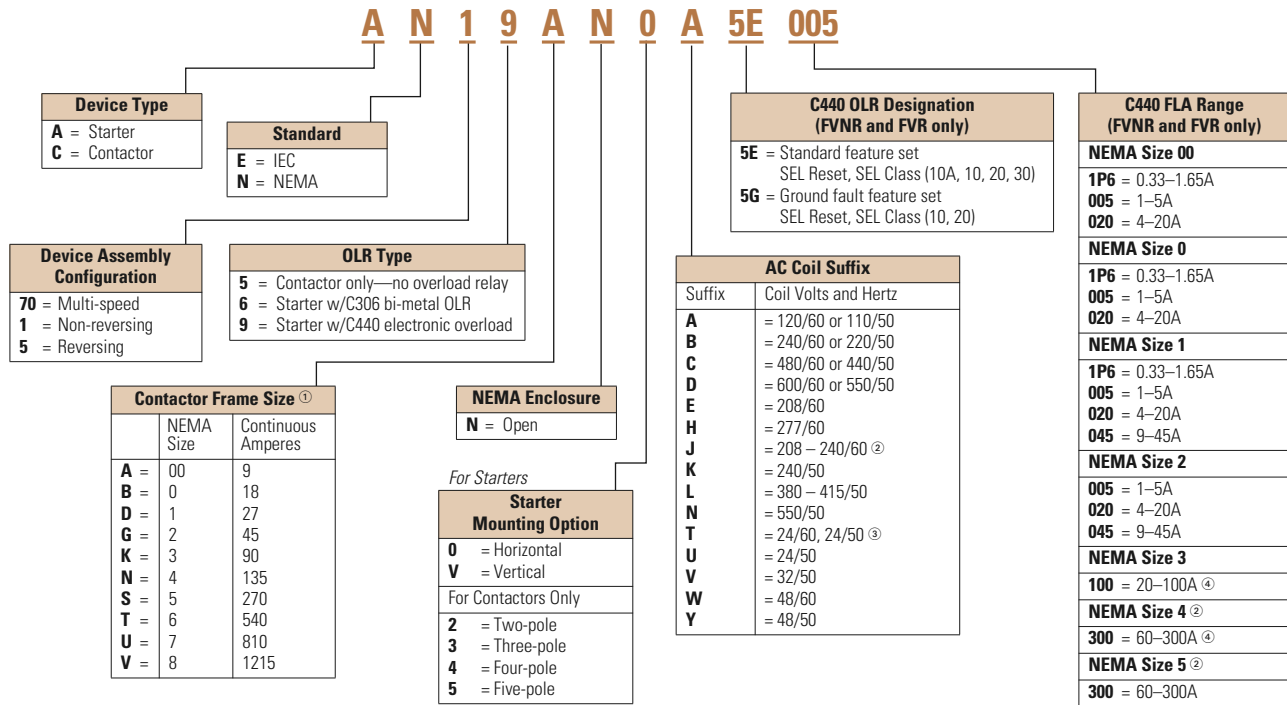 A N 1 9 A N 0 A 5E 005
Device Type
A = Starter
C = Contactor
Standard
E = IEC
N = NEMA
Device Assembly
Configuration
70 = Multi-speed
1 = Non-reversing
5 = Reversing
OLR Type
5 = Contactor only—no overload relay
6 = Starter w/C306 bi-metal OLR
9 = Starter w/C440 electronic overload
Contactor Frame Size ①
NEMA
Size
Continuous
Amperes
A = 00 9
B = 0 18
D = 1 27
G = 2 45
K = 3 90
N = 4 135
S = 5 270
T = 6 540
U = 7 810
V = 8 1215
NEMA Enclosure
N = Open
For Starters
Starter
Mounting Option
0 = Horizontal
V = Vertical
For Contactors Only
2 = Two-pole
3 = Three-pole
4 = Four-pole
5 = Five-pole
AC Coil Suffix
Suffix Coil Volts and Hertz
A = 120/60 or 110/50
B = 240/60 or 220/50
C = 480/60 or 440/50
D = 600/60 or 550/50
E = 208/60
H = 277/60
J = 208 – 240/60 ②
K = 240/50
L = 380 – 415/50
N = 550/50
T = 24/60, 24/50 ③
U = 24/50
V = 32/50
W = 48/60
Y = 48/50
C440 OLR Designation
(FVNR and FVR only)
5E = Standard feature set
SEL Reset, SEL Class (10A, 10, 20, 30)
5G = Ground fault feature set
SEL Reset, SEL Class (10, 20)
C440 FLA Range
(FVNR and FVR only)
NEMA Size 00
1P6 = 0.33–1.65A
005 = 1–5A
020 = 4–20A
NEMA Size 0
1P6 = 0.33–1.65A
005 = 1–5A
020 = 4–20A
NEMA Size 1
1P6 = 0.33–1.65A
005 = 1–5A
020 = 4–20A
045 = 9–45A
NEMA Size 2
005 = 1–5A
020 = 4–20A
045 = 9–45A
NEMA Size 3
100 = 20–100A ④
NEMA Size 4 ②
300 = 60–300A ④
NEMA Size 5 ②
300 = 60–300A